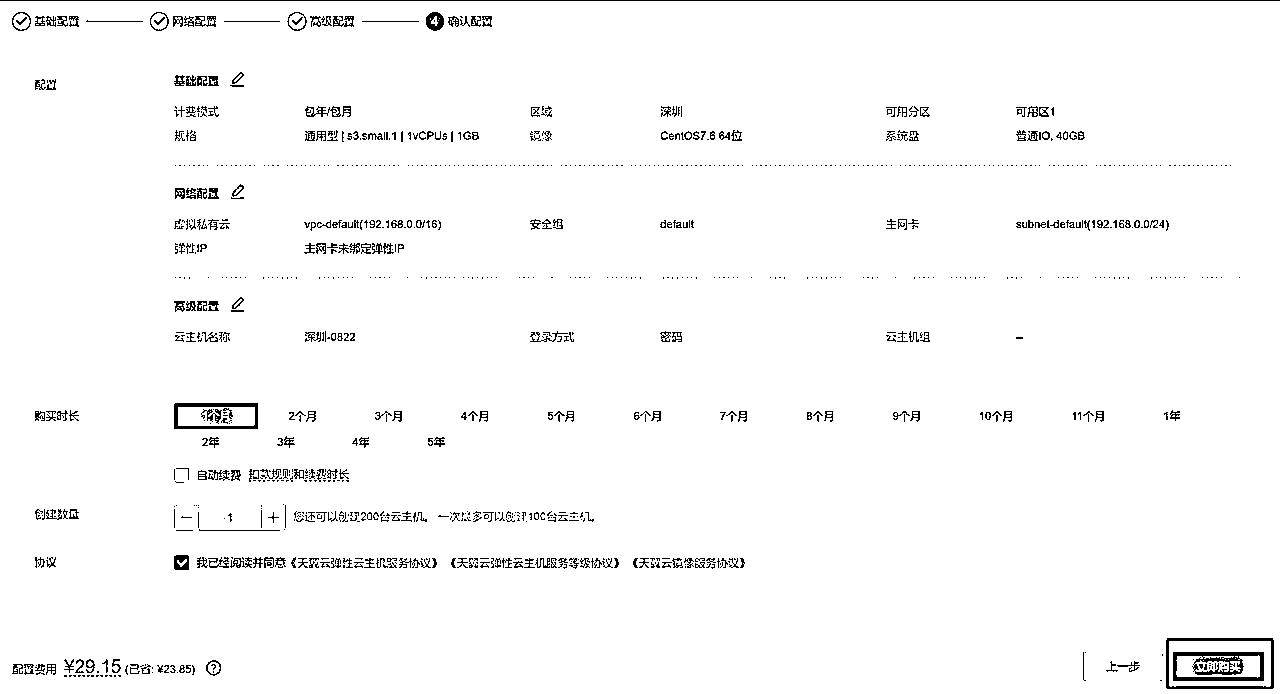 基础配置 网络配置 高级配置 4 确认配置
配置 基础配置
计费模式 包年/包月 区域 深圳 可用分区 可用区1
规格 通用型 | s3.small.1 | 1vCPUs | 1GB 镜像 CentOS7.6 64位 系统盘 普通IO, 40GB
网络配置
虚拟私有云 vpc-default(192.168.0.0/16) 安全组 default 主网卡 subnet-default(192.168.0.0/24)
弹性IP 主网卡未绑定弹性IP
高级配置
云主机名称 深圳-0822 登录方式 密码 云主机组 --
购买时长 1个月 2个月 3个月 4个月 5个月 6个月 7个月 8个月 9个月 10个月 11个月 1年
2年 3年 4年 5年
自动续费 扣款规则和续费时长
创建数量 − 1 + 您还可以创建200台云主机。 一次最多可以创建100台云主机。
协议 我已经阅读并同意《天翼云弹性云主机服务协议》 《天翼云弹性云主机服务等级协议》 《天翼云镜像服务协议》
配置费用 ¥29.15 (已省: ¥23.85) ? 上一步 立即购买